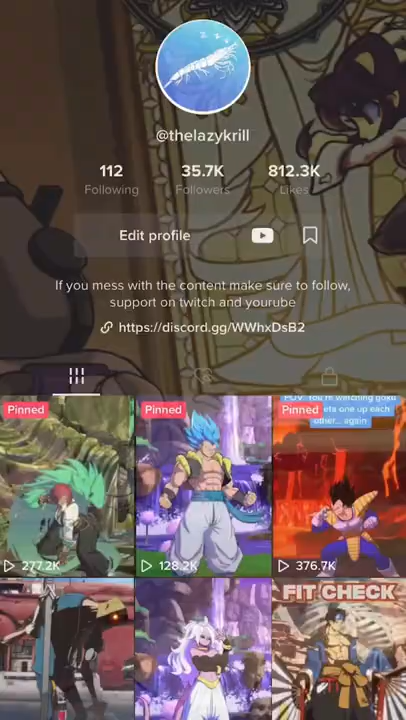 z z z
@thelazykrill
112 35.7K 812.3K
Following Followers Likes
Edit profile
If you mess with the content make sure to follow,
support on twitch and yourube
https://discord.gg/WWhxDsB2
Pinned Pinned Pinned
POV: You're watching goku
ets one up each
other... again
277.2K 128.2K 376.7K
FIT CHECK